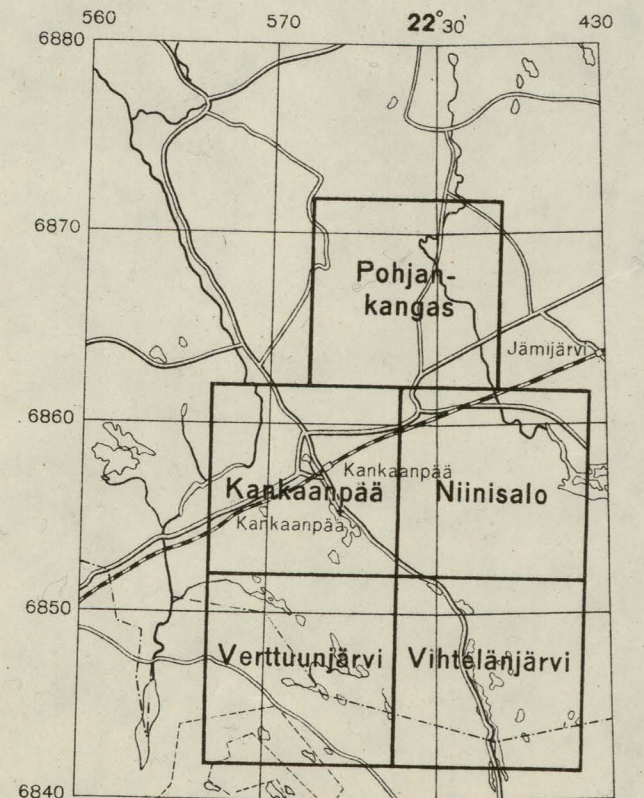 560 570 22° 30' 430
6880
6870
Pohjan-
kangas
Jämijärvi
6860
Kankaanpää
Kankaanpää Niinisalo
Kankaanpää
6850
Verttuunjärvi Vihtelänjärvi
6840